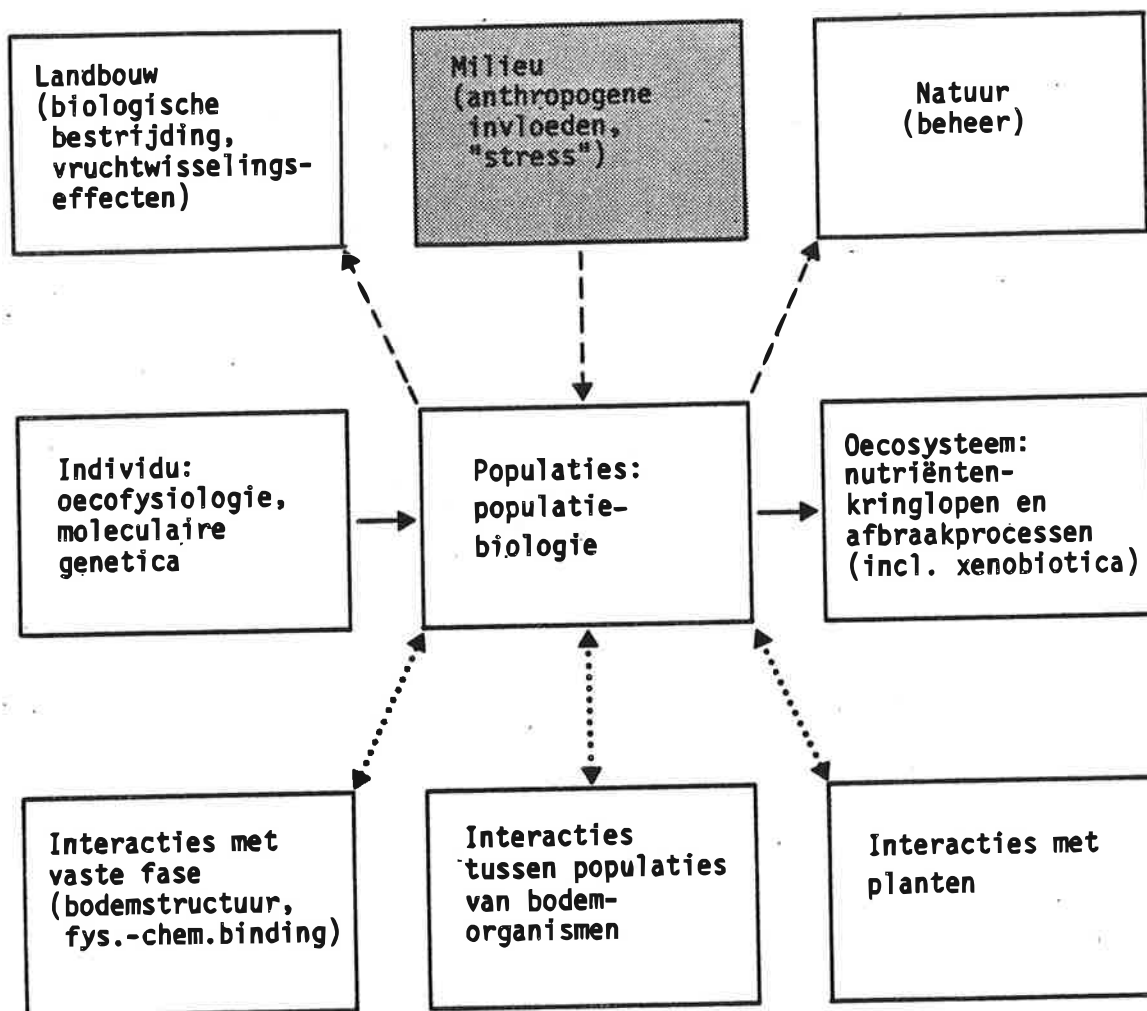 Landbouw
(biologische
bestrijding,
vruchtwisselings-
effecten)
Milieu
(anthropogene
invloeden,
"stress")
Natuur
(beheer)
Individu:
oecofysiologie,
moleculaire
genetica
Populaties:
populatie-
biologie
Oecosysteem:
nutriënten-
kringlopen en
afbraakprocessen
(incl. xenobiotica)
Interacties met
vaste fase
(bodemstructuur,
fys.-chem.binding)
Interacties
tussen populaties
van bodem-
organismen
Interacties met
planten